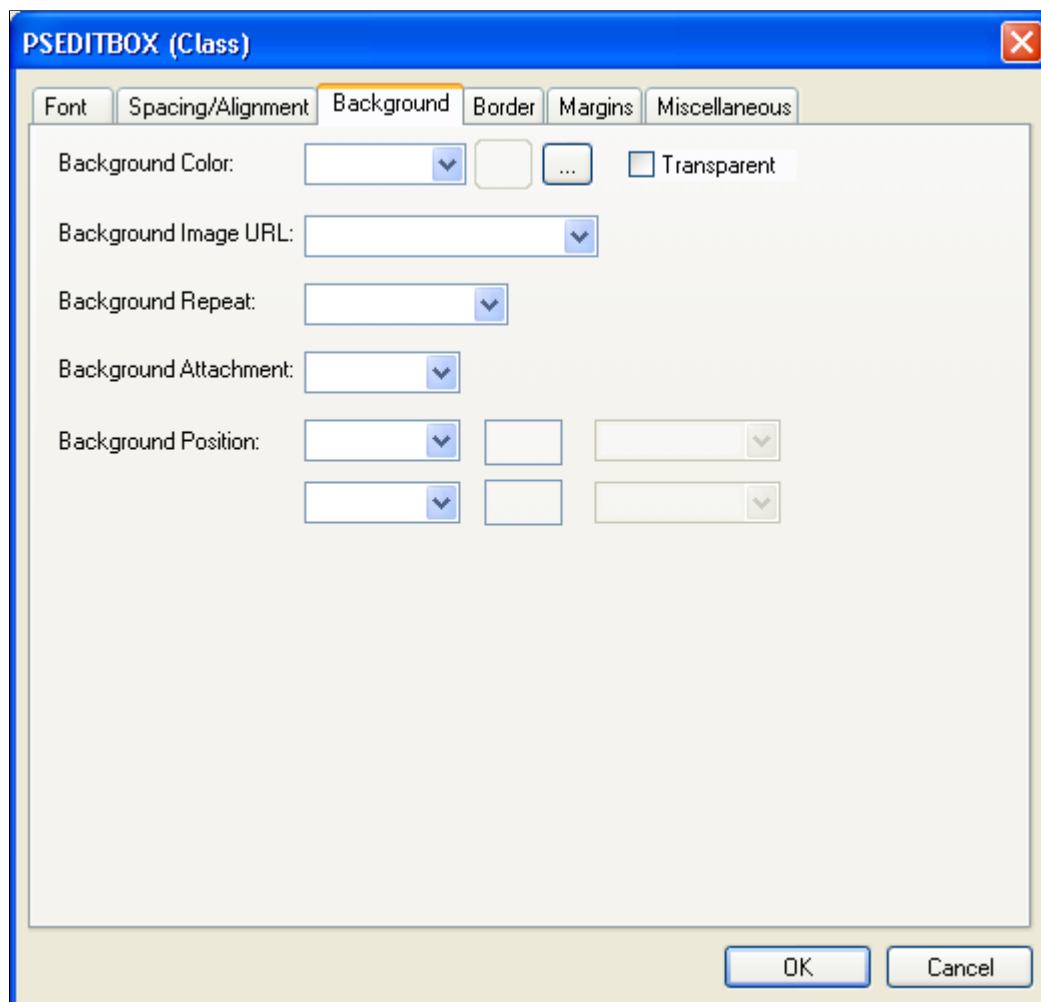 PSEDITBOX (Class)
Font Spacing/Alignment Background Border Margins Miscellaneous
Background Color: ... Transparent
Background Image URL:
Background Repeat:
Background Attachment:
Background Position:
OK Cancel